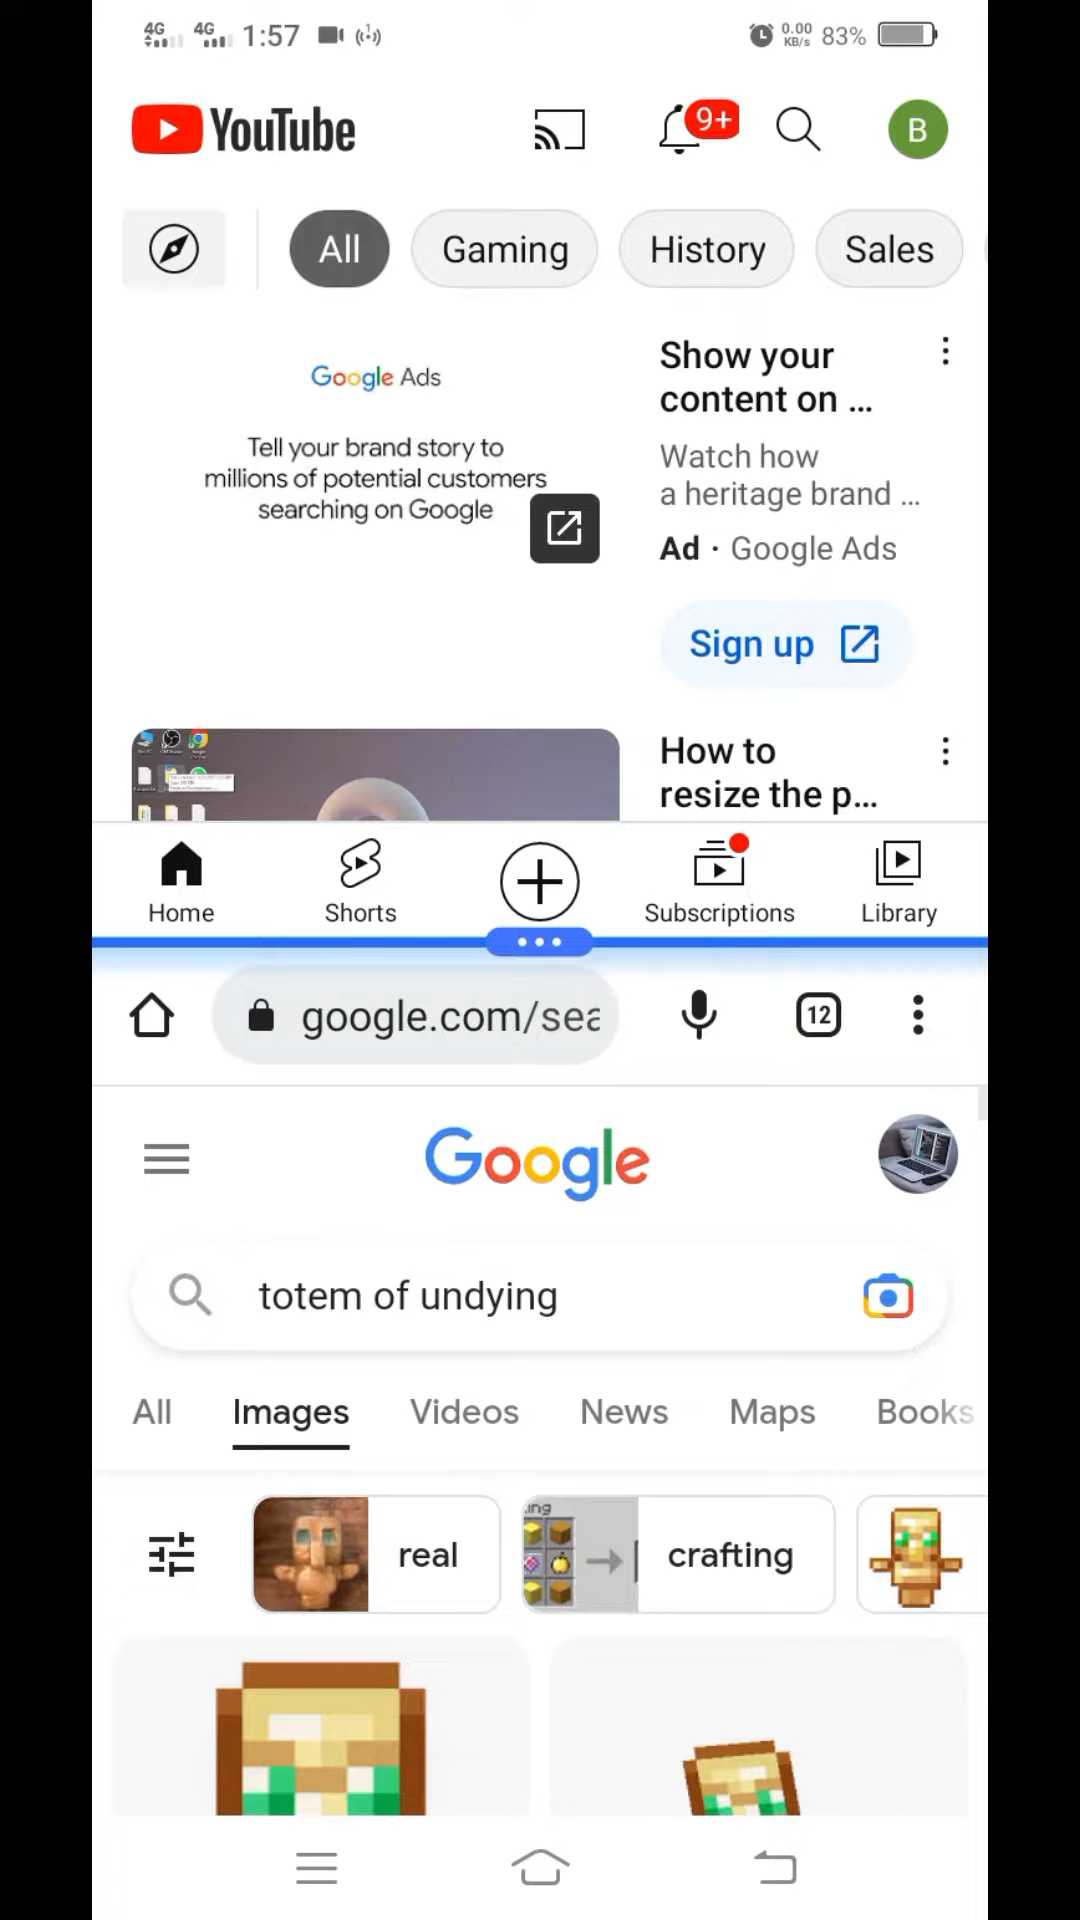 4G 4G 1:57 0.00 KB/s 83%
YouTube 9+ B
All Gaming History Sales
Google Ads
Tell your brand story to
millions of potential customers
searching on Google
Show your
content on ...
Watch how
a heritage brand ...
Ad · Google Ads
Sign up
How to
resize the p...
Home Shorts Subscriptions Library
google.com/sea 12
Google
totem of undying
All Images Videos News Maps Books
real crafting